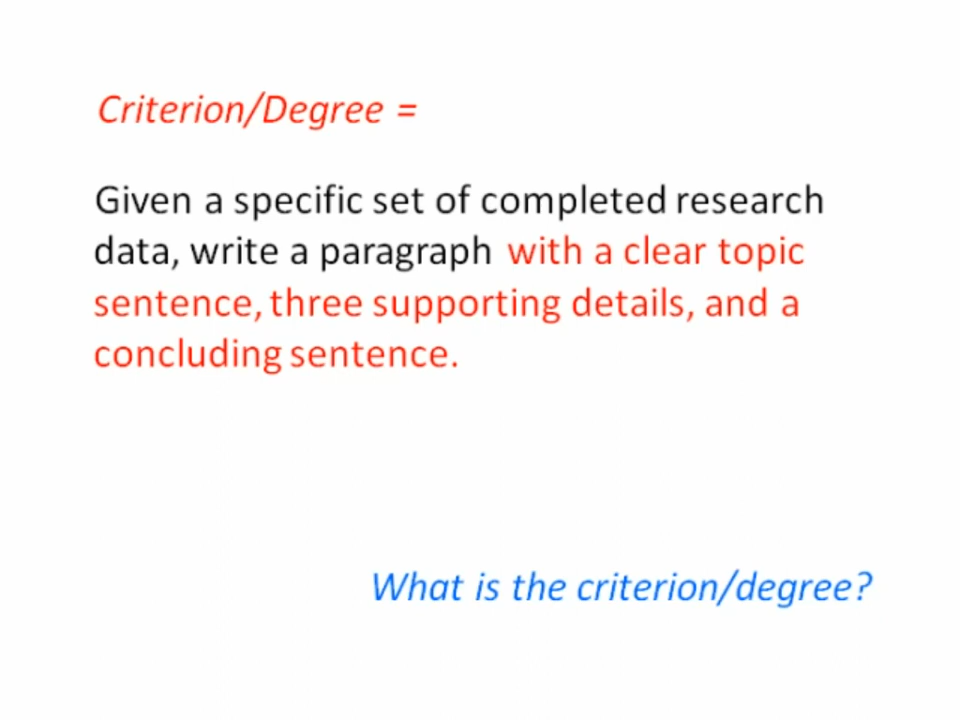 Criterion/Degree =
Given a specific set of completed research
data, write a paragraph with a clear topic
sentence, three supporting details, and a
concluding sentence.
What is the criterion/degree?